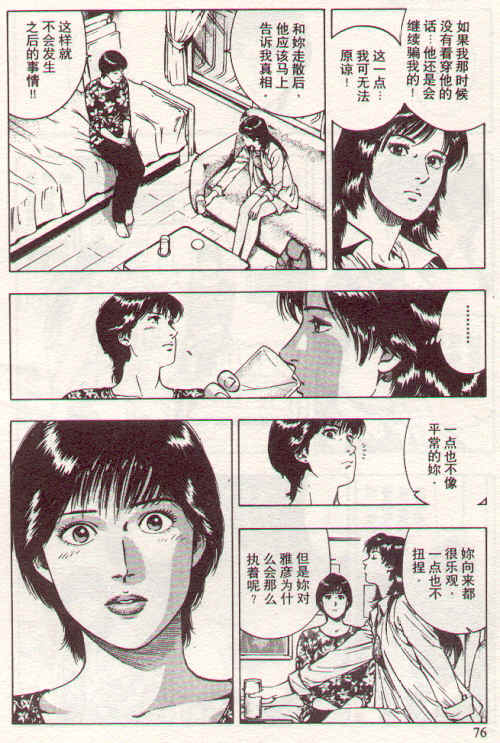 如果我那时候
没有看穿他的
话…他还是会
继续骗我的！
这一点…
我可无法
原谅！
和妳走散后，
他应该马上
告诉我真相。
这样就
不会发生
之后的事情!!
………
一点也不像
平常的妳。
妳向来都
很乐观，
一点也不
扭捏。
但是妳对
雅彦为什
么会那么
执着呢？
76